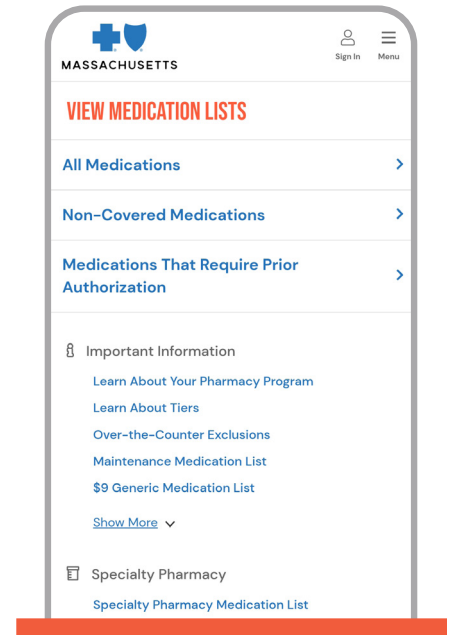 MASSACHUSETTS
Sign In
Menu
VIEW MEDICATION LISTS
All Medications
Non-Covered Medications
Medications That Require Prior
Authorization
Important Information
Learn About Your Pharmacy Program
Learn About Tiers
Over-the-Counter Exclusions
Maintenance Medication List
$9 Generic Medication List
Show More
Specialty Pharmacy
Specialty Pharmacy Medication List